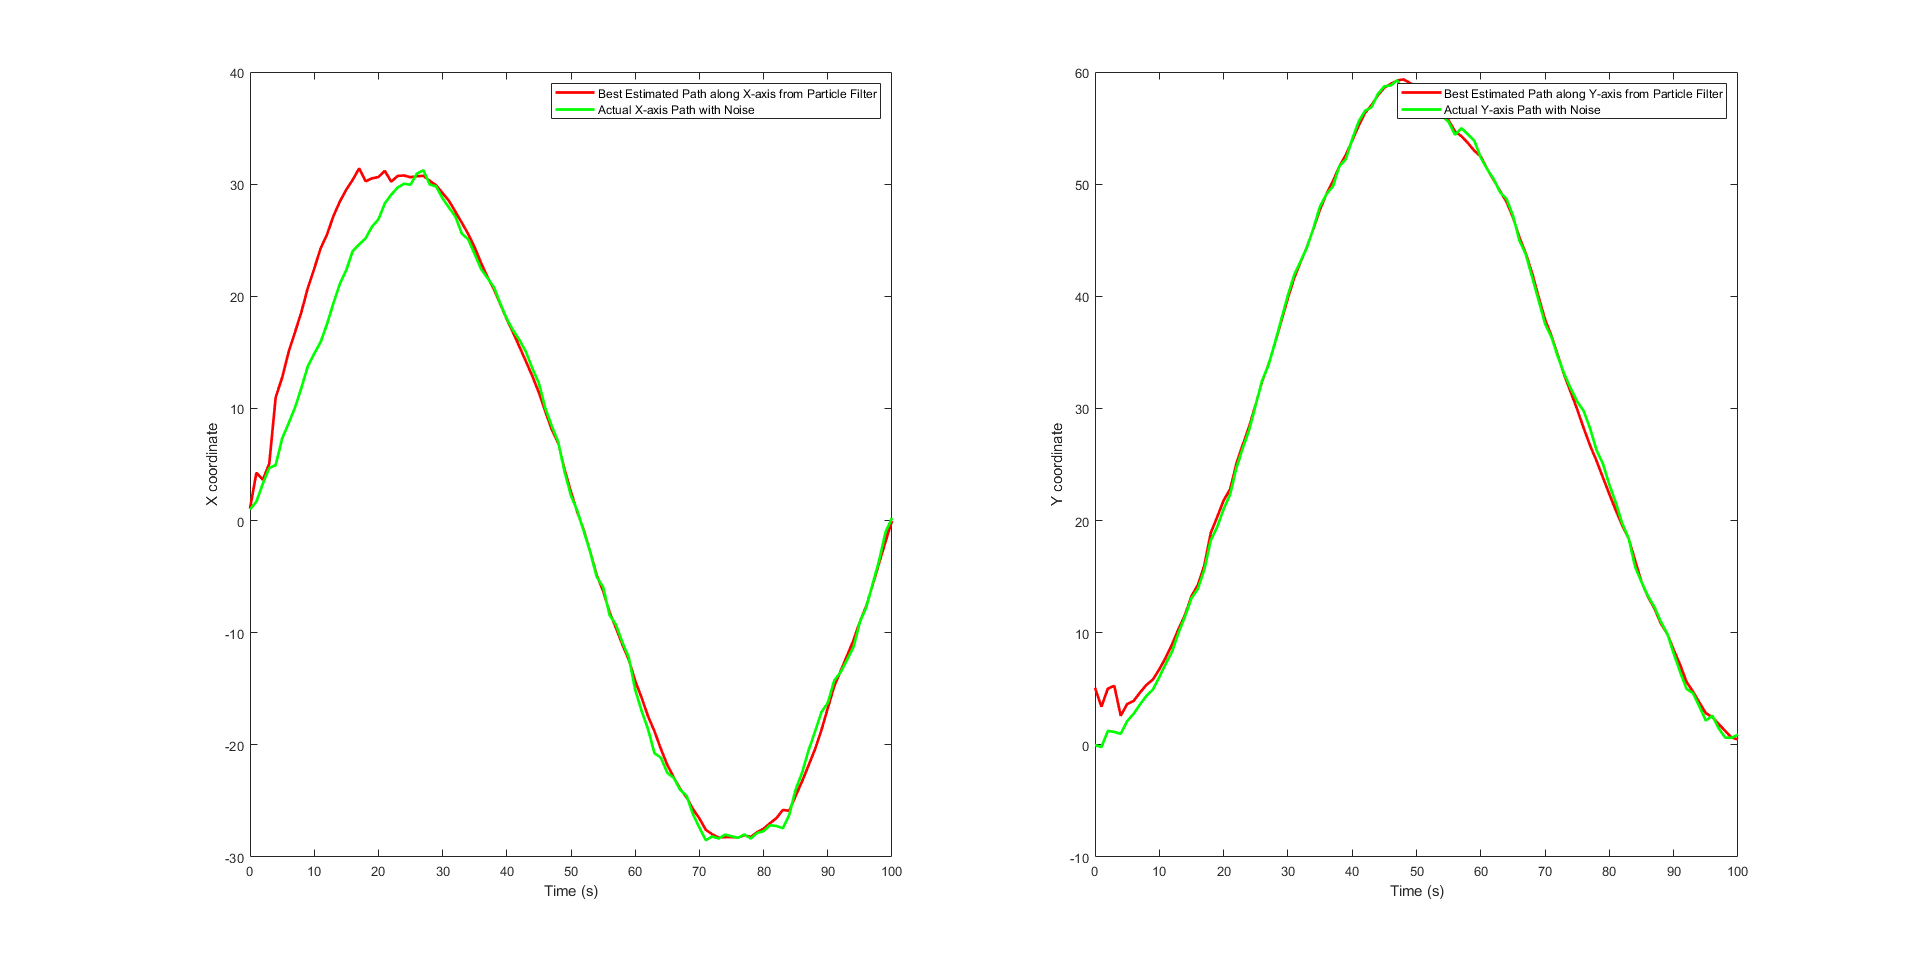 40
30
20
10
0
-10
-20
-30
X coordinate
0 10 20 30 40 50 60 70 80 90 100
Time (s)
Best Estimated Path along X-axis from Particle Filter
Actual X-axis Path with Noise
60
50
40
30
20
10
0
-10
Y coordinate
0 10 20 30 40 50 60 70 80 90 100
Time (s)
Best Estimated Path along Y-axis from Particle Filter
Actual Y-axis Path with Noise